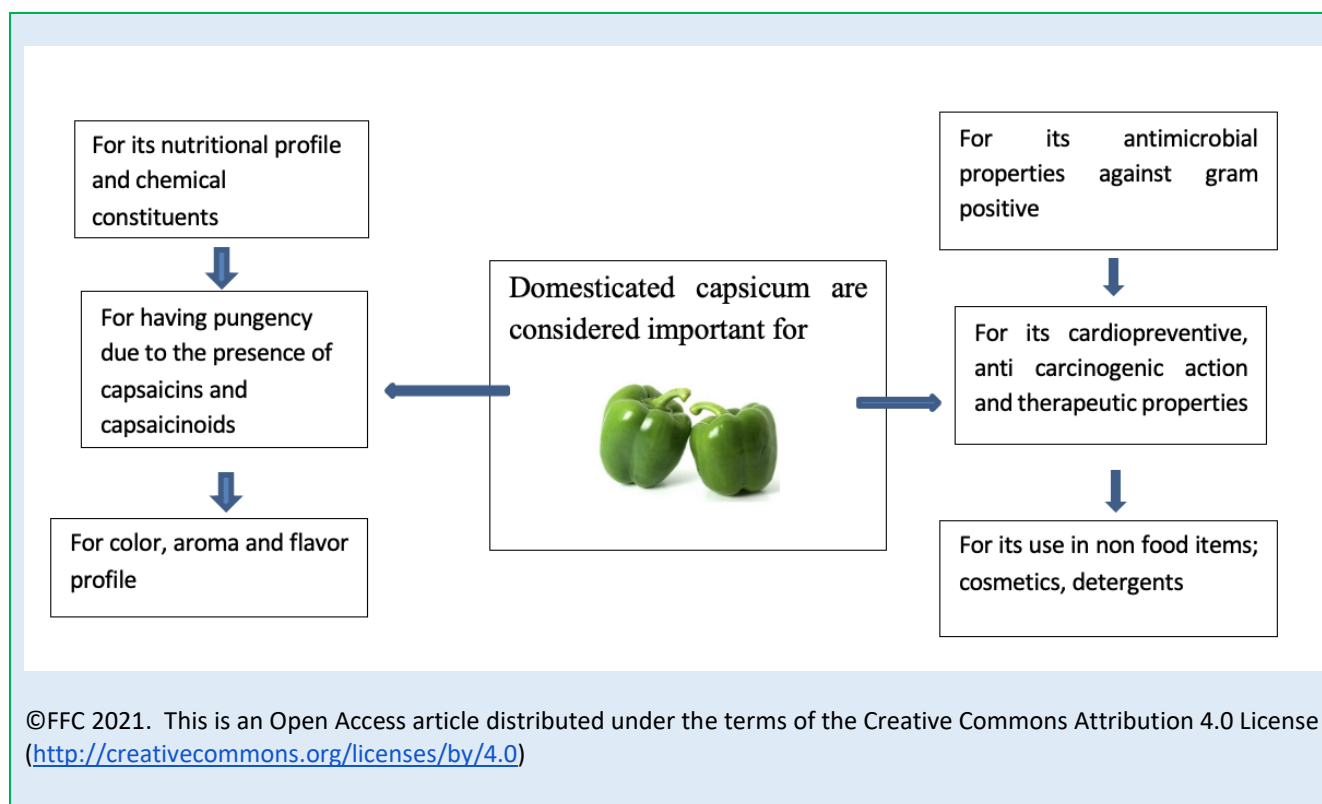 For its nutritional profile
and chemical
constituents
For having pungency
due to the presence of
capsaicins and
capsaicinoids
For color, aroma and flavor
profile
Domesticated capsicum are
considered important for
For its antimicrobial
properties against gram
positive
For its cardiopreventive,
anti carcinogenic action
and therapeutic properties
For its use in non food items;
cosmetics, detergents
©FFC 2021. This is an Open Access article distributed under the terms of the Creative Commons Attribution 4.0 License
(http://creativecommons.org/licenses/by/4.0)